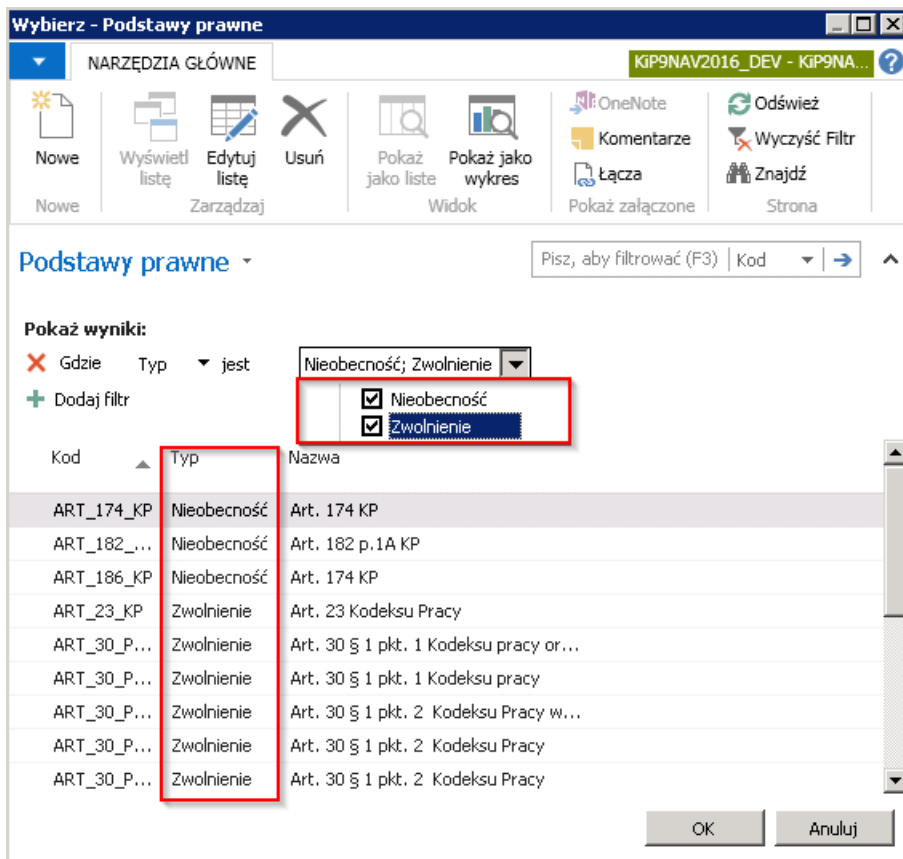 Wybierz - Podstawy prawne
NARZĘDZIA GŁÓWNE
KiP9NAV2016_DEV - KiP9NA...
?
Nowe
Wyświetl listę
Edytuj listę
Usuń
Pokaż jako liste
Pokaż jako wykres
OneNote
Komentarze
Łącza
Odśwież
Wyczyść Filtr
Znajdź
Nowe
Zarządzaj
Widok
Pokaż załączone
Strona
Podstawy prawne
Pisz, aby filtrować (F3) | Kod
Pokaż wyniki:
Gdzie Typ jest Nieobecność; Zwolnienie
Dodaj filtr
Nieobecność
Zwolnienie
Kod Typ Nazwa
ART_174_KP Nieobecność Art. 174 KP
ART_182_... Nieobecność Art. 182 p.1A KP
ART_186_KP Nieobecność Art. 174 KP
ART_23_KP Zwolnienie Art. 23 Kodeksu Pracy
ART_30_P... Zwolnienie Art. 30 § 1 pkt. 1 Kodeksu pracy or...
ART_30_P... Zwolnienie Art. 30 § 1 pkt. 1 Kodeksu pracy
ART_30_P... Zwolnienie Art. 30 § 1 pkt. 2 Kodeksu Pracy w...
ART_30_P... Zwolnienie Art. 30 § 1 pkt. 2 Kodeksu Pracy
ART_30_P... Zwolnienie Art. 30 § 1 pkt. 2 Kodeksu Pracy
OK Anuluj